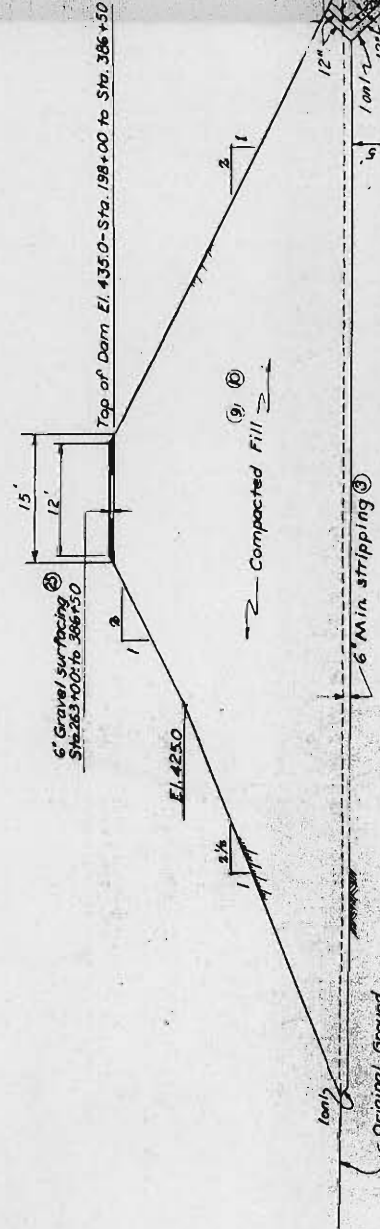 Top of Dam El. 435.0-Sta. 198+00 to Sta. 386+50
15'
12'
6" Gravel surfacing 25
Sta. 263+00 to 386+50
2
1
2
1
El. 425.0
2½
1
Compacted Fill 9 10
12"
1 on 1
6" Min. stripping 3
1 on 1
Original Ground